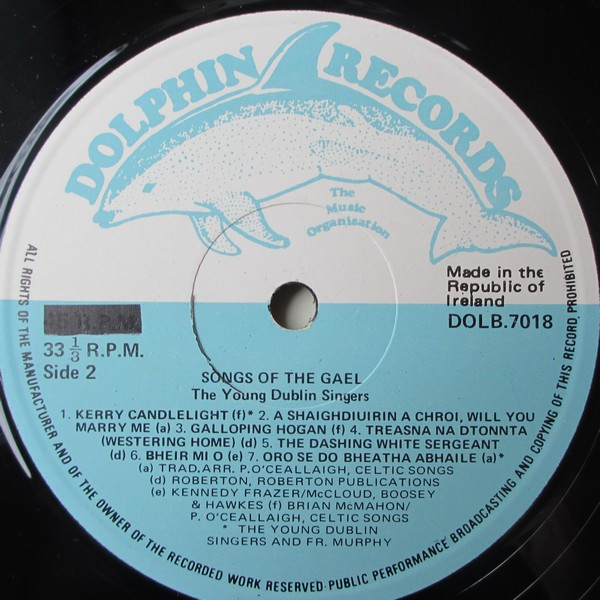 DOLPHIN RECORDS
The
Music
Organisation
Made in the
Republic of
Ireland
DOLB.7018
45 R.P.M.
33 1/3 R.P.M.
Side 2
SONGS OF THE GAEL
The Young Dublin Singers
1. KERRY CANDLELIGHT (f)* 2. A SHAIGHDIUIRIN A CHROI, WILL YOU
MARRY ME (a) 3. GALLOPING HOGAN (f) 4. TREASNA NA DTONNTA
(WESTERING HOME) (d) 5. THE DASHING WHITE SERGEANT
(d) 6. BHEIR MI O (e) 7. ORO SE DO BHEATHA ABHAILE (a)*
(a) TRAD.ARR. P.O'CEALLAIGH, CELTIC SONGS
(d) ROBERTON, ROBERTON PUBLICATIONS
(e) KENNEDY FRAZER/McCLOUD, BOOSEY
& HAWKES (f) BRIAN McMAHON/
P. O'CEALLAIGH, CELTIC SONGS
* THE YOUNG DUBLIN
SINGERS AND FR. MURPHY
ALL RIGHTS OF THE MANUFACTURER AND OF THE OWNER OF THE RECORDED WORK RESERVED·PUBLIC PERFORMANCE BROADCASTING AND COPYING OF THIS RECORD PROHIBITED